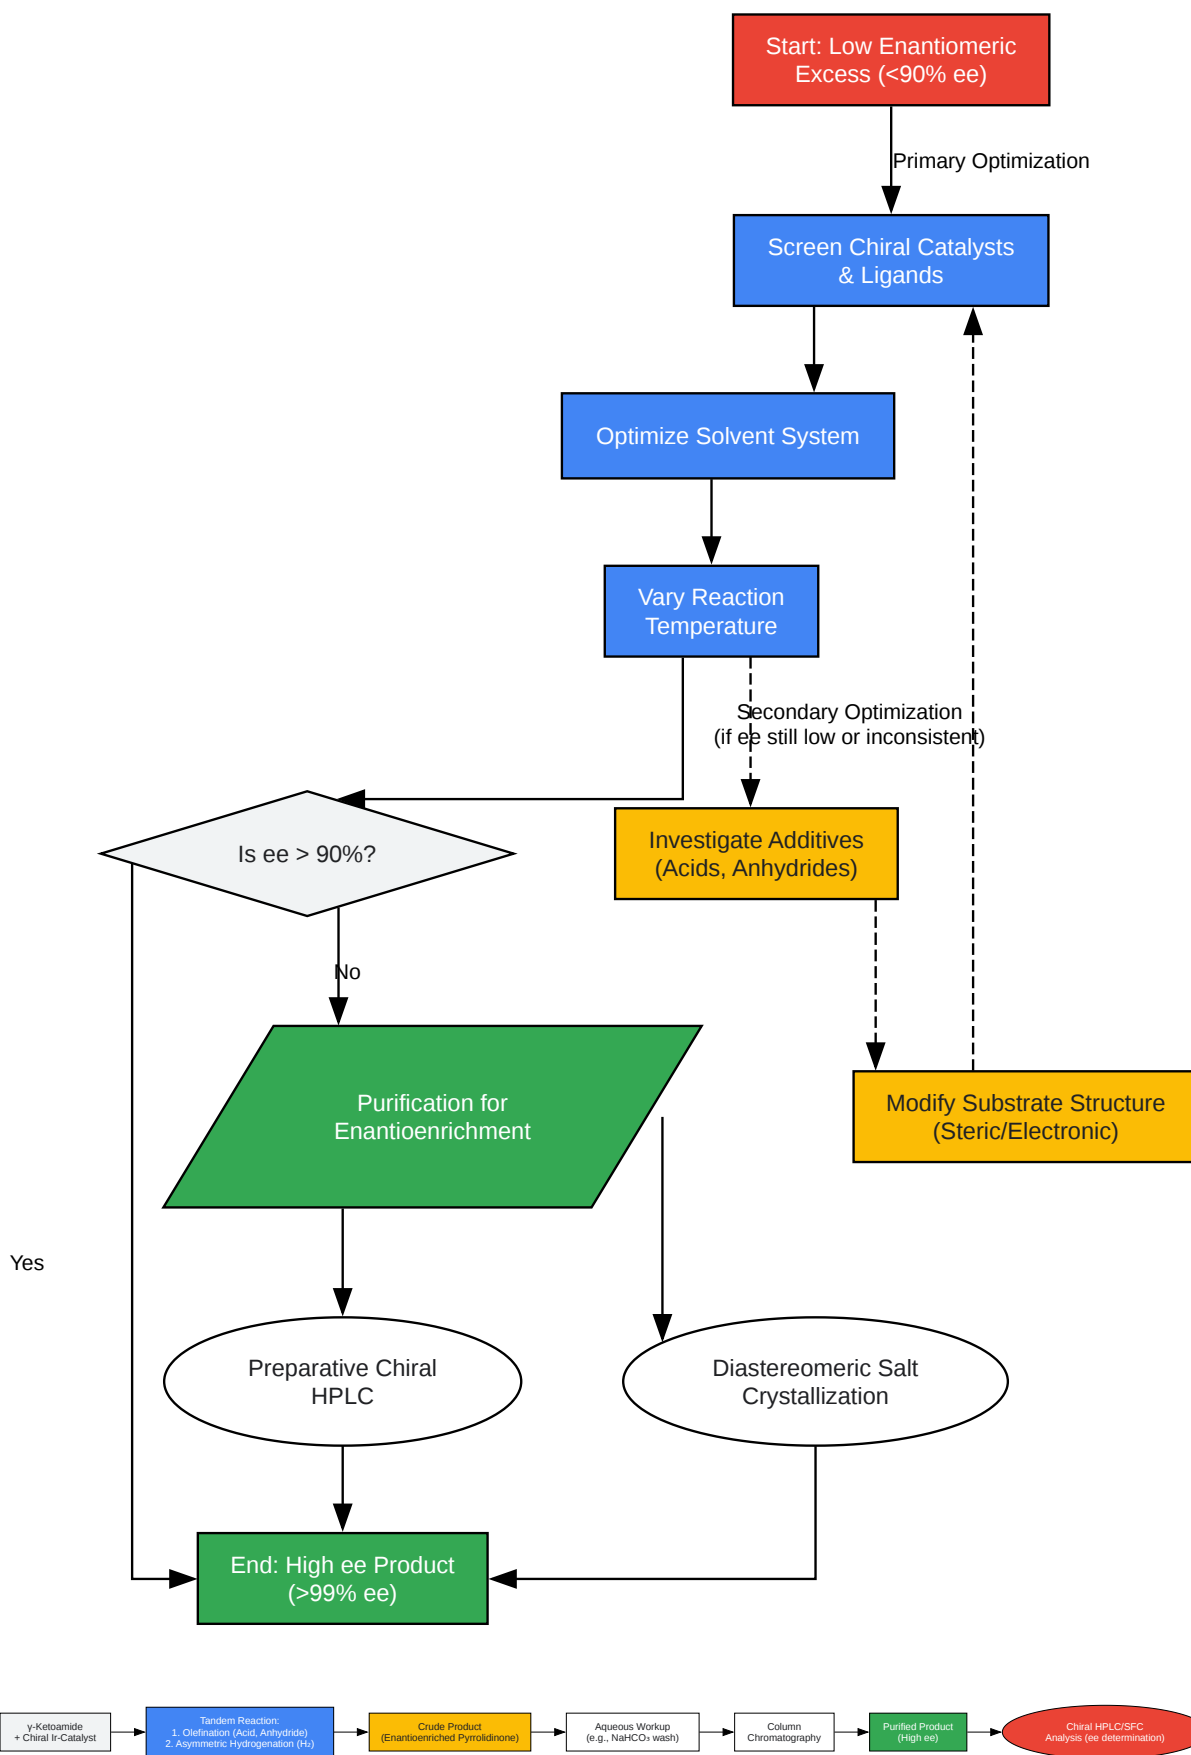 Start: Low Enantiomeric
Excess (<90% ee)
Primary Optimization
Screen Chiral Catalysts
& Ligands
Optimize Solvent System
Vary Reaction
Temperature
Secondary Optimization
(if ee still low or inconsistent)
Is ee > 90%?
Investigate Additives
(Acids, Anhydrides)
No
Purification for
Enantioenrichment
Modify Substrate Structure
(Steric/Electronic)
Yes
Preparative Chiral
HPLC
Diastereomeric Salt
Crystallization
End: High ee Product
(>99% ee)
γ-Ketoamide
+ Chiral Ir-Catalyst
Tandem Reaction:
1. Olefination (Acid, Anhydride)
2. Asymmetric Hydrogenation (H₂)
Crude Product
(Enantioenriched Pyrrolidinone)
Aqueous Workup
(e.g., NaHCO₃ wash)
Column
Chromatography
Purified Product
(High ee)
Chiral HPLC/SFC
Analysis (ee determination)